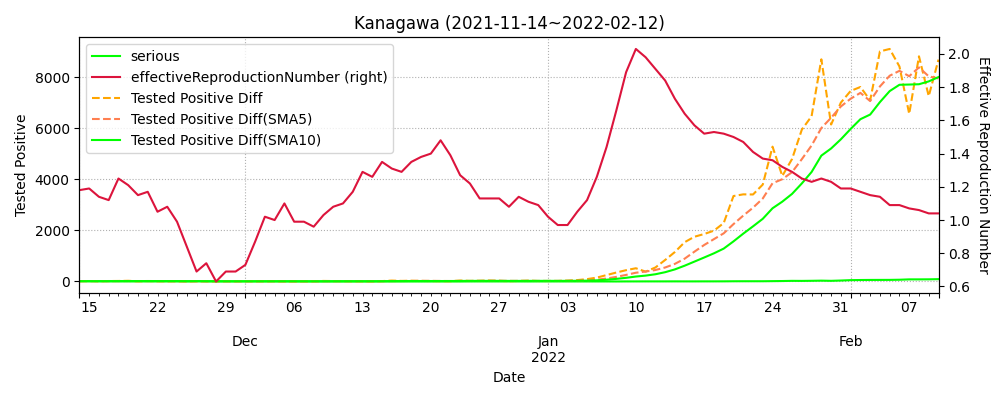 Kanagawa (2021-11-14~2022-02-12)
serious
effectiveReproductionNumber (right)
Tested Positive Diff
Tested Positive Diff(SMA5)
Tested Positive Diff(SMA10)
Tested Positive
8000
6000
4000
2000
0
2.0
1.8
1.6
1.4
1.2
1.0
0.8
0.6
Effective Reproduction Number
15 22 29 06 13 20 27 03 10 17 24 31 07
Dec Jan Feb
2022
Date